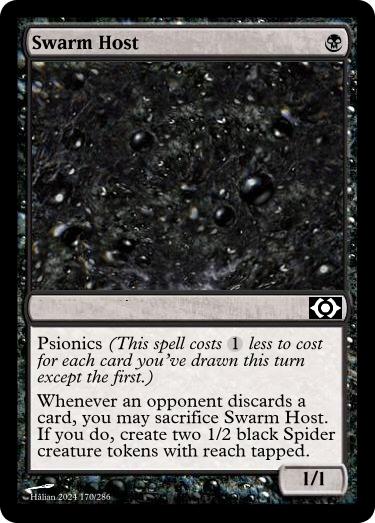 Swarm Host
Psionics (This spell costs 1 less to cost
for each card you've drawn this turn
except the first.)
Whenever an opponent discards a
card, you may sacrifice Swarm Host.
If you do, create two 1/2 black Spider
creature tokens with reach tapped.
1/1
Hálian 2024 170/286